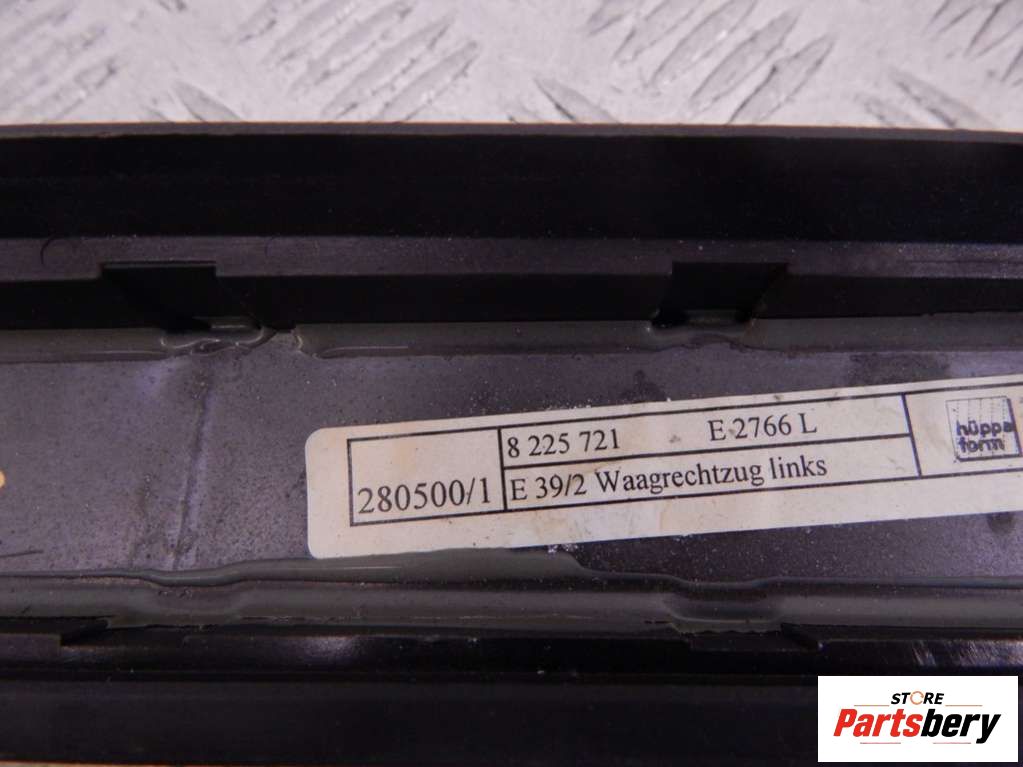 8 225 721 E 2766 L
280500/1 E 39/2 Waagrechtzug links
hüppe
form
STORE
Partsbery